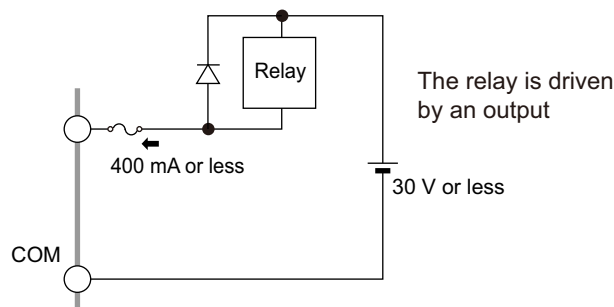 Relay
The relay is driven
by an output
400 mA or less
30 V or less
COM